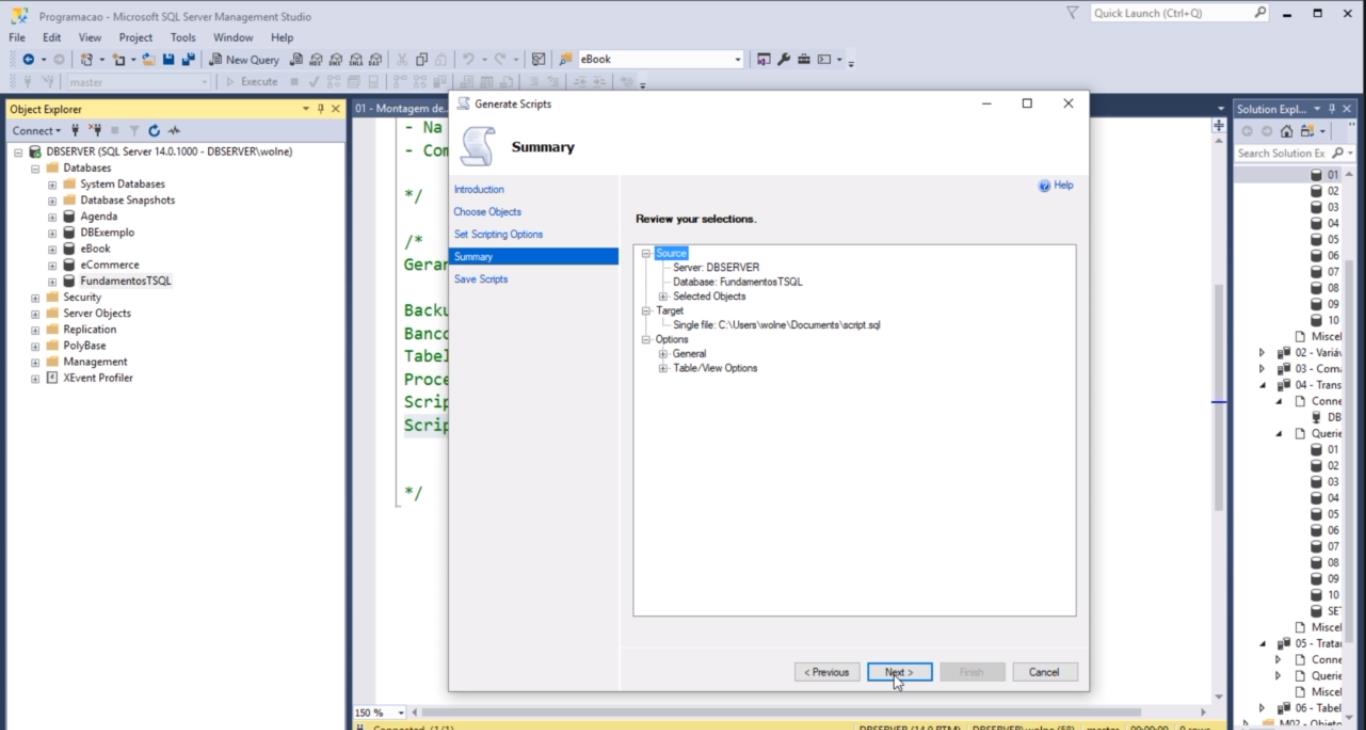 Programacao - Microsoft SQL Server Management Studio
Quick Launch (Ctrl+Q)
File Edit View Project Tools Window Help
New Query
eBook
master
Execute
Object Explorer
Connect
DBSERVER (SQL Server 14.0.1000 - DBSERVER\wolne)
Databases
System Databases
Database Snapshots
Agenda
DBExemplo
eBook
eCommerce
FundamentosTSQL
Security
Server Objects
Replication
PolyBase
Management
XEvent Profiler
01 - Montagem de...
- Na
- Com
*/
/*
Gerar
Backu
Banco
Tabel
Proce
Scrip
Scrip
*/
150 %
Connected. (1/1)
DBSERVER (14.0 RTM) DBSERVER\wolne (58) master 00:00:00 0 rows
Generate Scripts
Summary
Introduction
Choose Objects
Set Scripting Options
Summary
Save Scripts
Help
Review your selections.
Source
Server: DBSERVER
Database: FundamentosTSQL
Selected Objects
Target
Single file: C:\Users\wolne\Documents\script.sql
Options
General
Table/View Options
< Previous
Next >
Finish
Cancel
Solution Expl...
Search Solution Ex
01
02
03
04
05
06
07
08
09
10
Miscel
02 - Variáv
03 - Coma
04 - Trans
Conne
DB
Querie
01
02
03
04
05
06
07
08
09
10
SE
Miscel
05 - Tratar
Conne
Querie
Miscel
06 - Tabel
M02 - Objeto